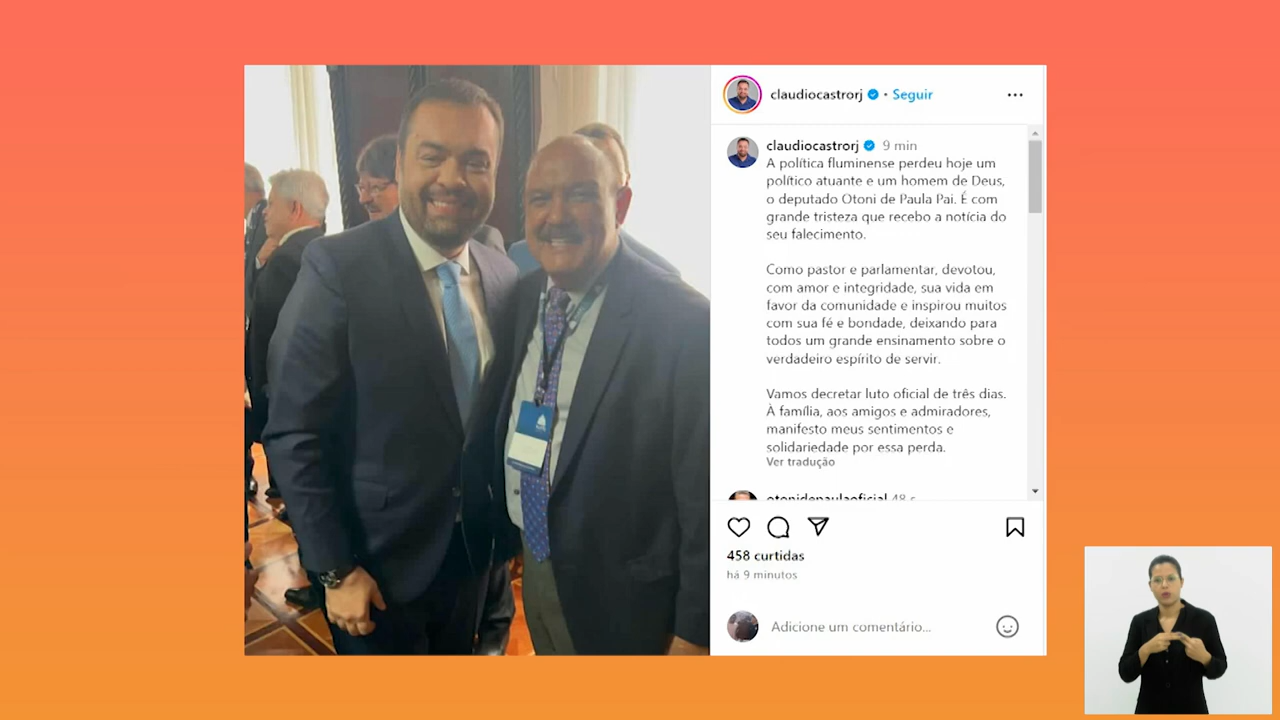 claudiocastrorj • Seguir
claudiocastrorj 9 min
A política fluminense perdeu hoje um
político atuante e um homem de Deus,
o deputado Otoni de Paula Pai. É com
grande tristeza que recebo a notícia do
seu falecimento.
Como pastor e parlamentar, devotou,
com amor e integridade, sua vida em
favor da comunidade e inspirou muitos
com sua fé e bondade, deixando para
todos um grande ensinamento sobre o
verdadeiro espírito de servir.
Vamos decretar luto oficial de três dias.
À família, aos amigos e admiradores,
manifesto meus sentimentos e
solidariedade por essa perda.
Ver tradução
otonidepaulaoficial 48 s
458 curtidas
há 9 minutos
Adicione um comentário...